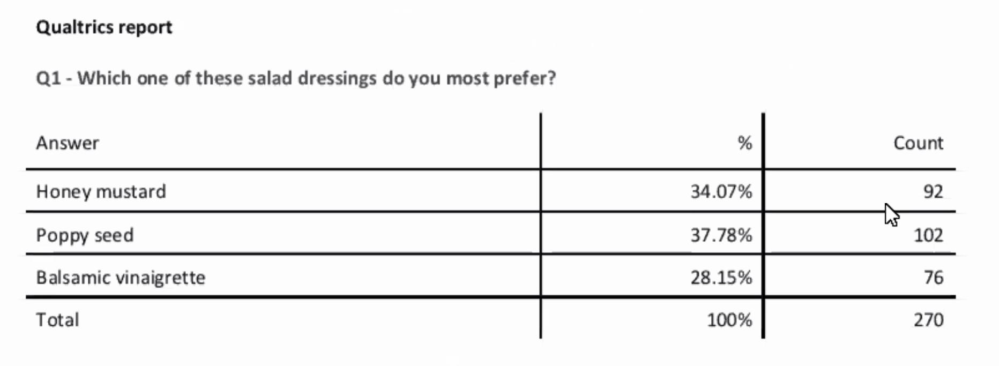 Qualtrics report
Q1 - Which one of these salad dressings do you most prefer?
Answer % Count
Honey mustard 34.07% 92
Poppy seed 37.78% 102
Balsamic vinaigrette 28.15% 76
Total 100% 270